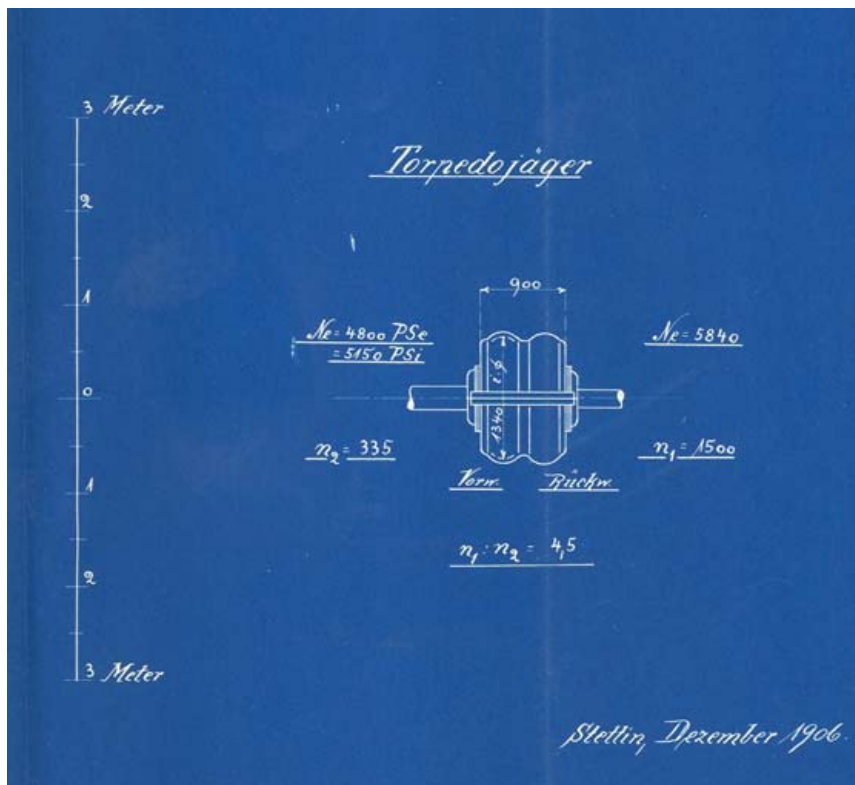 3 Meter
2
1
0
1
2
3 Meter
Torpedojäger
900
Ne = 4800 PSe
= 5150 PSi
Ne = 5840
1340
n₂ = 335
n₁ = 1500
Vorw. Rückw.
n₁ : n₂ = 4,5
Stettin, Dezember 1906.